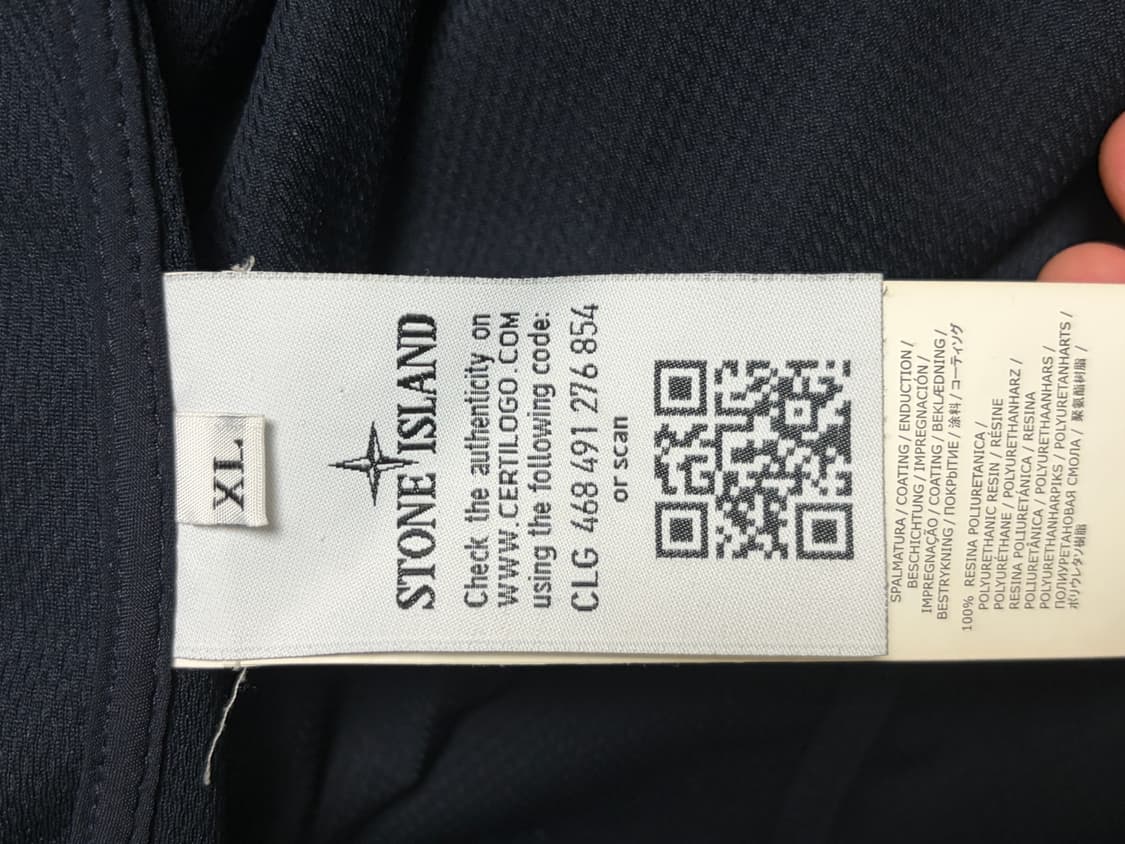 XL
STONE ISLAND
Check the authenticity on
WWW.CERTILOGO.COM
using the following code:
CLG 468 491 276 854
or scan
SPALMATURA / COATING / ENDUCTION /
BESCHICHTUNG / IMPREGNACIÓN /
IMPREGNAÇÃO / COATING / BEKLÆDNING /
BESTRYKNING / ПОКРЫТИЕ / 涂料 / コーティング
100% RESINA POLIURETANICA /
POLYURETHANIC RESIN / RÉSINE
POLYURÉTHANE / POLYURETHANHARZ /
RESINA POLIURETÁNICA / RESINA
POLIURETÂNICA / POLYURETHAANHARS /
POLYURETHANHARPIKS / POLYURETANHARTS /
ПОЛИУРЕТАНОВАЯ СМОЛА / 聚氨酯树脂 /
ポリウレタン樹脂